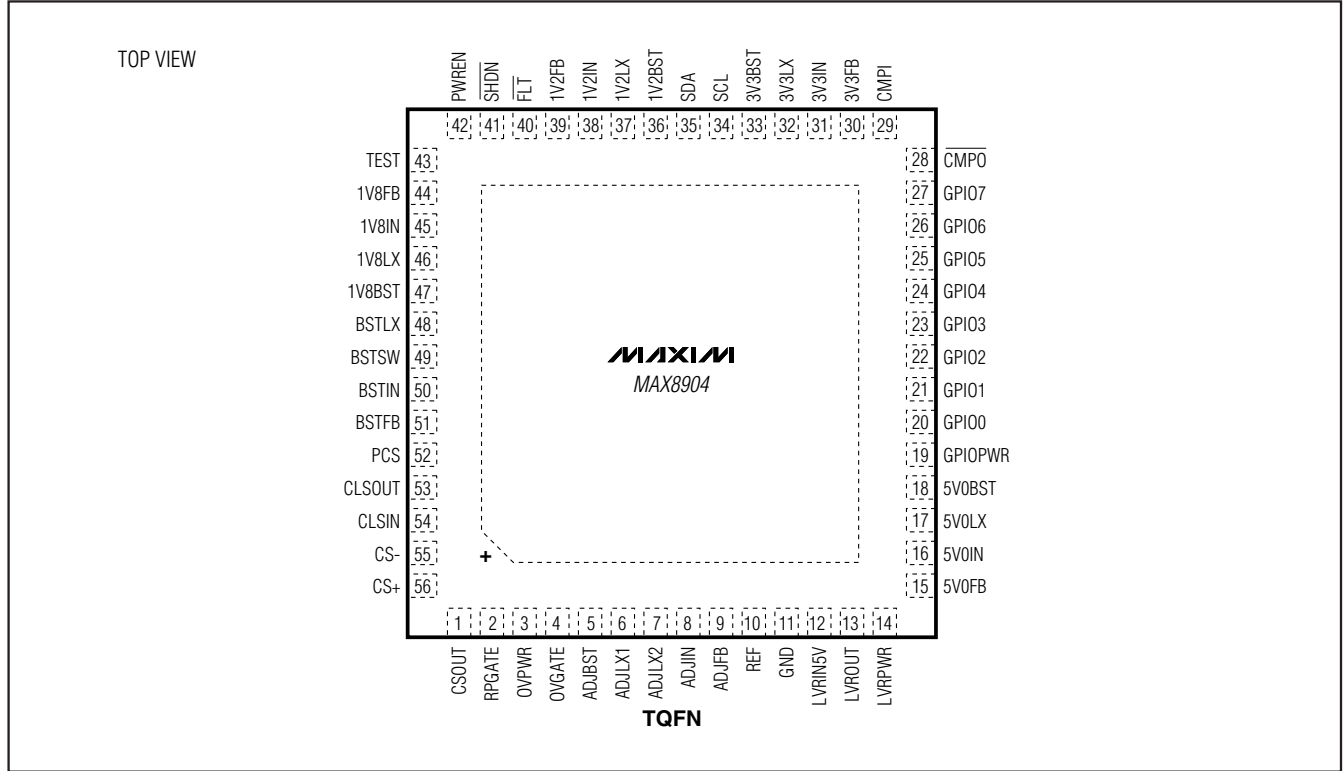 TOP VIEW
PWREN
SHDN
FLT
1V2FB
1V2IN
1V2LX
1V2BST
SDA
SCL
3V3BST
3V3LX
3V3IN
3V3FB
CMPI
42 41 40 39 38 37 36 35 34 33 32 31 30 29
TEST 43
1V8FB 44
1V8IN 45
1V8LX 46
1V8BST 47
BSTLX 48
BSTSW 49
BSTIN 50
BSTFB 51
PCS 52
CLSOUT 53
CLSIN 54
CS- 55
CS+ 56
MAXIM
MAX8904
+
28 CMPO
27 GPIO7
26 GPIO6
25 GPIO5
24 GPIO4
23 GPIO3
22 GPIO2
21 GPIO1
20 GPIO0
19 GPIOPWR
18 5V0BST
17 5V0LX
16 5V0IN
15 5V0FB
1 2 3 4 5 6 7 8 9 10 11 12 13 14
CSOUT
RPGATE
OVPWR
OVGATE
ADJBST
ADJLX1
ADJLX2
ADJIN
ADJFB
REF
GND
LVRIN5V
LVROUT
LVRPWR
TQFN